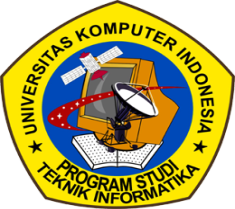 UNIVERSITAS KOMPUTER INDONESIA
PROGRAM STUDI
TEKNIK INFORMATIKA